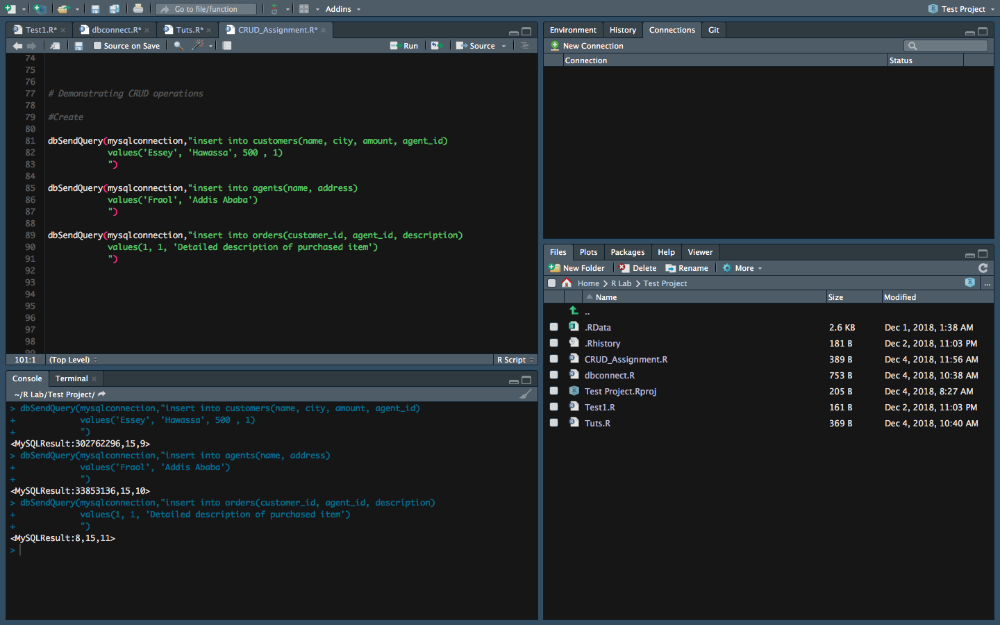 Go to file/function
Addins
Test Project
Test1.R*
dbconnect.R*
Tuts.R*
CRUD_Assignment.R*
Source on Save
Run
Source
74
75
76
77 # Demonstrating CRUD operations
78
79 #Create
80
81 dbSendQuery(mysqlconnection,"insert into customers(name, city, amount, agent_id)
82 values('Essey', 'Hawassa', 500 , 1)
83 ")
84
85 dbSendQuery(mysqlconnection,"insert into agents(name, address)
86 values('Fraol', 'Addis Ababa')
87 ")
88
89 dbSendQuery(mysqlconnection,"insert into orders(customer_id, agent_id, description)
90 values(1, 1, 'Detailed description of purchased item')
91 ")
92
93
94
95
96
97
98
99
101:1 (Top Level) R Script
Console Terminal
~/R Lab/Test Project/
> dbSendQuery(mysqlconnection,"insert into customers(name, city, amount, agent_id)
+ values('Essey', 'Hawassa', 500 , 1)
+ ")
<MySQLResult:302762296,15,9>
> dbSendQuery(mysqlconnection,"insert into agents(name, address)
+ values('Fraol', 'Addis Ababa')
+ ")
<MySQLResult:33853136,15,10>
> dbSendQuery(mysqlconnection,"insert into orders(customer_id, agent_id, description)
+ values(1, 1, 'Detailed description of purchased item')
+ ")
<MySQLResult:8,15,11>
>
Environment History Connections Git
New Connection
Connection Status
Files Plots Packages Help Viewer
New Folder Delete Rename More
Home R Lab Test Project ...
Name Size Modified
..
.RData 2.6 KB Dec 1, 2018, 1:38 AM
.Rhistory 181 B Dec 2, 2018, 11:03 PM
CRUD_Assignment.R 389 B Dec 4, 2018, 11:56 AM
dbconnect.R 753 B Dec 4, 2018, 10:38 AM
Test Project.Rproj 205 B Dec 4, 2018, 8:27 AM
Test1.R 161 B Dec 2, 2018, 11:03 PM
Tuts.R 369 B Dec 4, 2018, 10:40 AM